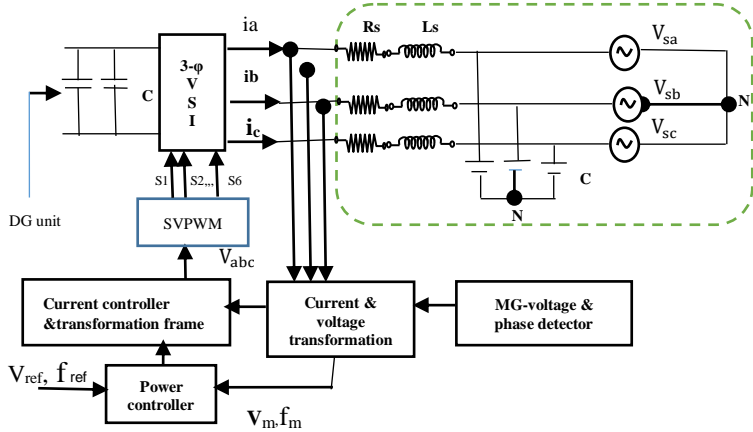 ia
Rs
Ls
Vsa
3-φ
V
S
I
C
ib
Vsb
N
ic
Vsc
S1
S2,,,
S6
C
DG unit
SVPWM
N
Vabc
Current controller
&transformation frame
Current &
voltage
transformation
MG-voltage &
phase detector
Vref, f ref
Power
controller
Vm,fm